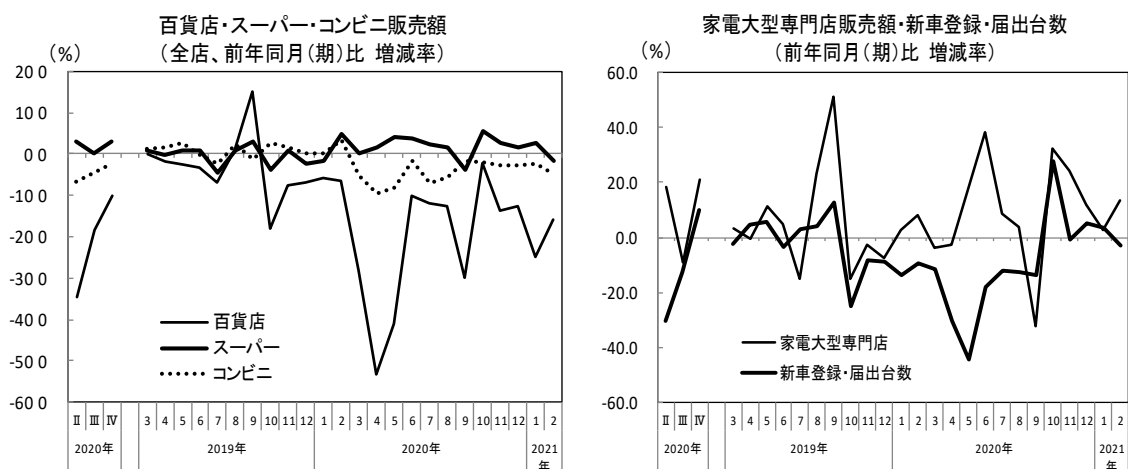 百貨店・スーパー・コンビニ販売額
(全店、前年同月(期)比 増減率)
(%)
20 0
20 0
10 0
0 0
-10 0
-20 0
-30 0
-40 0
-50 0
-60 0
百貨店
スーパー
コンビニ
Ⅱ Ⅲ Ⅳ 3 4 5 6 7 8 9 10 11 12 1 2 3 4 5 6 7 8 9 10 11 12 1 2
2020年 2019年 2020年 2021
年
家電大型専門店販売額・新車登録・届出台数
(前年同月(期)比 増減率)
(%)
60.0
40.0
20.0
0.0
-20.0
-40.0
-60.0
家電大型専門店
新車登録・届出台数
Ⅱ Ⅲ Ⅳ 3 4 5 6 7 8 9 10 11 12 1 2 3 4 5 6 7 8 9 10 11 12 1 2
2020年 2019年 2020年 2021
年